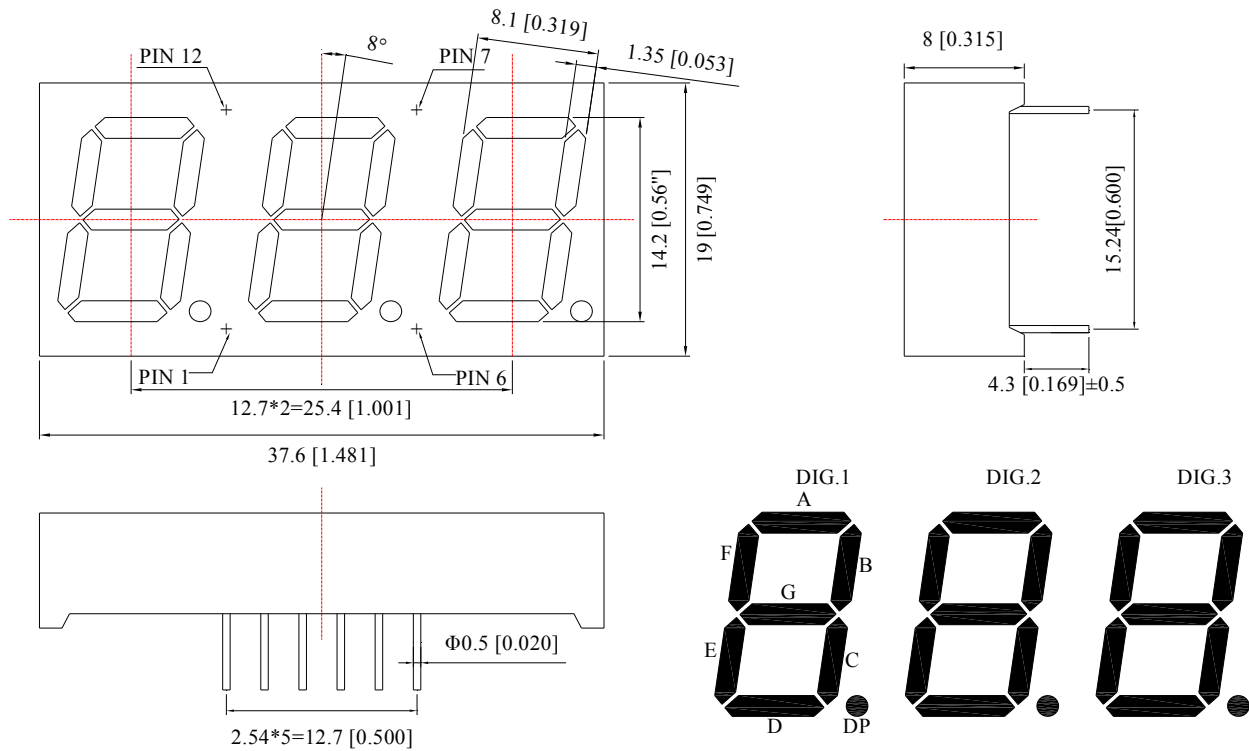 PIN 12
8°
PIN 7
8.1 [0.319]
1.35 [0.053]
14.2 [0.56"]
19 [0.749]
PIN 1
PIN 6
12.7*2=25.4 [1.001]
37.6 [1.481]
8 [0.315]
15.24[0.600]
4.3 [0.169]±0.5
Φ0.5 [0.020]
2.54*5=12.7 [0.500]
DIG.1
DIG.2
DIG.3
A
F
B
G
E
C
D
DP